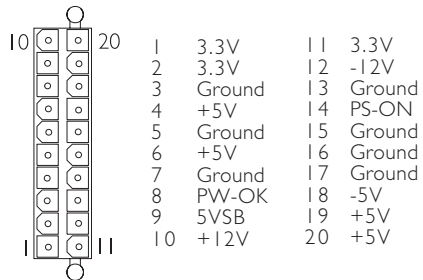 10 20
1 11
1 3.3V
2 3.3V
3 Ground
4 +5V
5 Ground
6 +5V
7 Ground
8 PW-OK
9 5VSB
10 +12V
11 3.3V
12 -12V
13 Ground
14 PS-ON
15 Ground
16 Ground
17 Ground
18 -5V
19 +5V
20 +5V